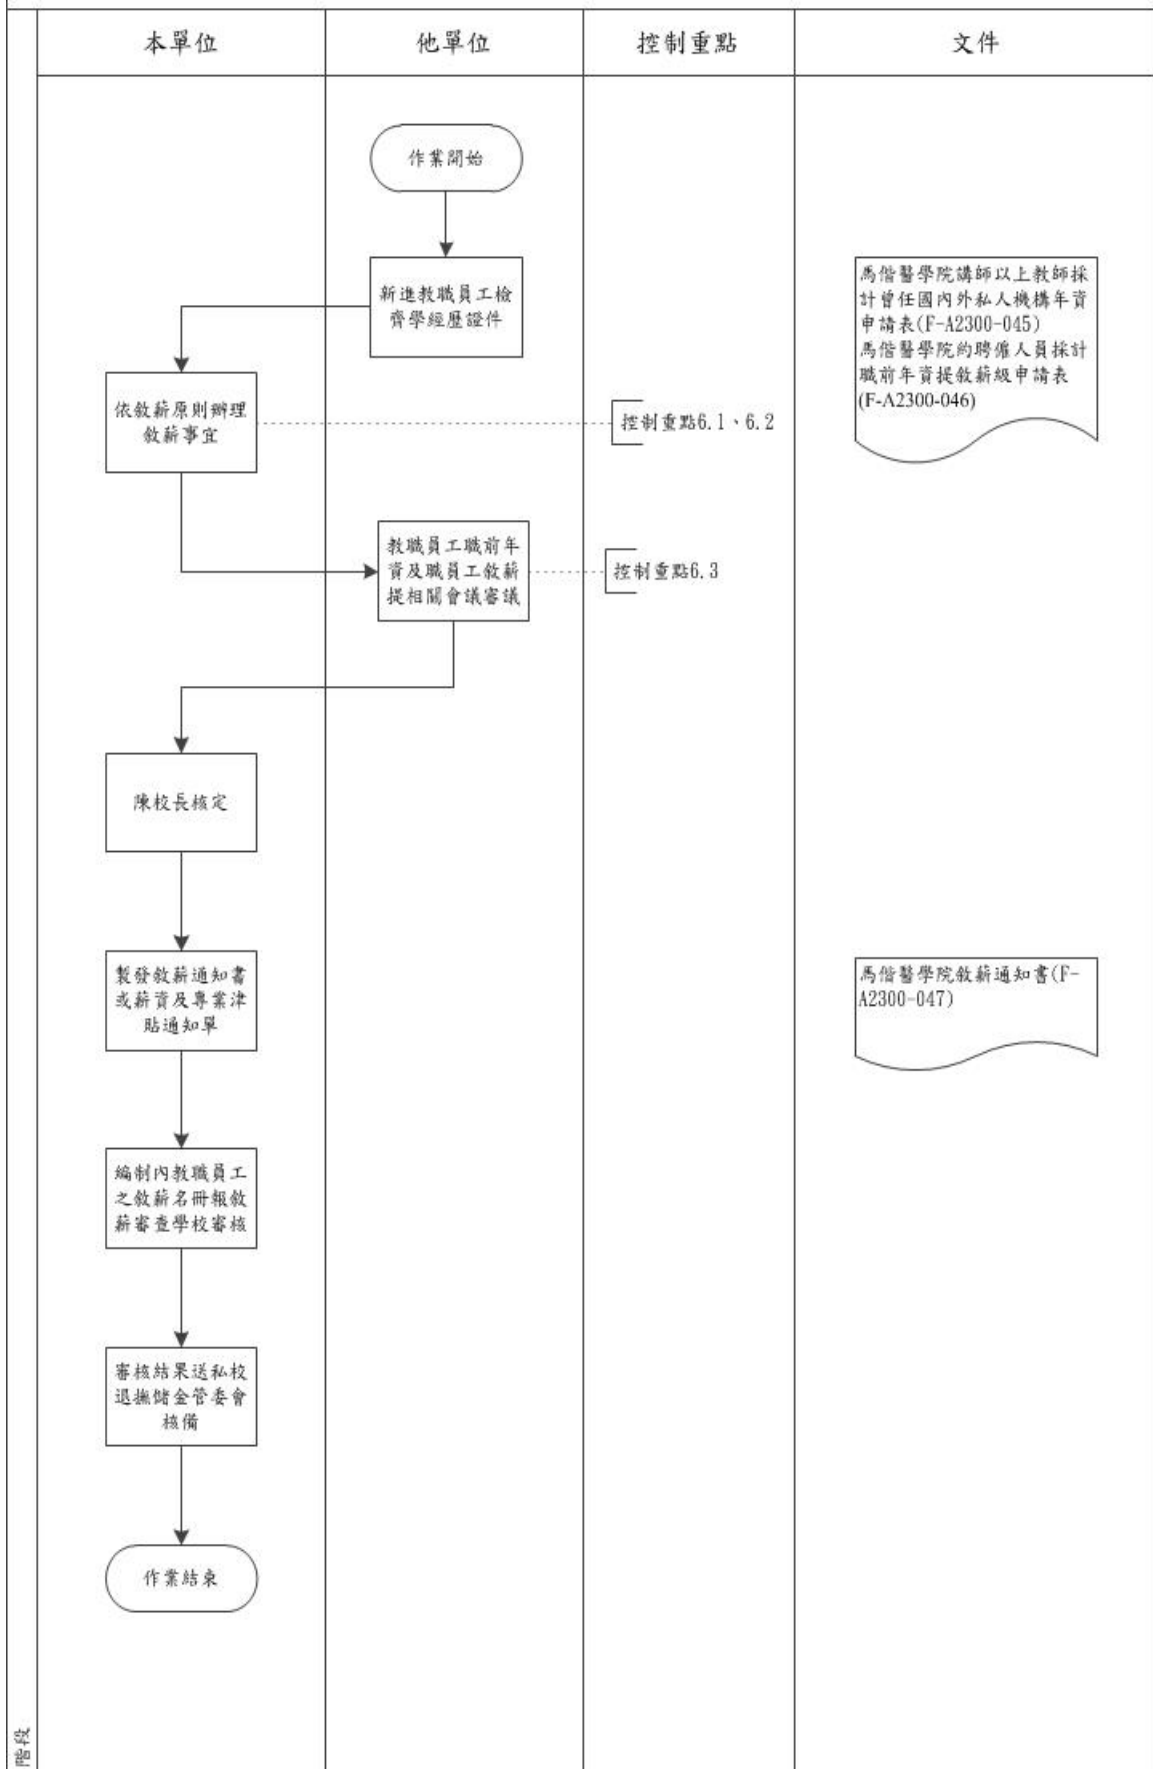 本單位
他單位
控制重點
文件
作業開始
新進教職員工檢
齊學經歷證件
馬偕醫學院講師以上教師採
計曾任國內外私人機構年資
申請表(F-A2300-045)
馬偕醫學院約聘僱人員採計
職前年資提敘薪級申請表
(F-A2300-046)
依敘薪原則辦理
敘薪事宜
控制重點6.1、6.2
教職員工職前年
資及職員工敘薪
提相關會議審議
控制重點6.3
陳校長核定
製發敘薪通知書
或薪資及專業津
貼通知單
馬偕醫學院敘薪通知書(F-
A2300-047)
編制內教職員工
之敘薪名冊報敘
薪審查學校審核
審核結果送私校
退撫儲金管委會
核備
作業結束
階段